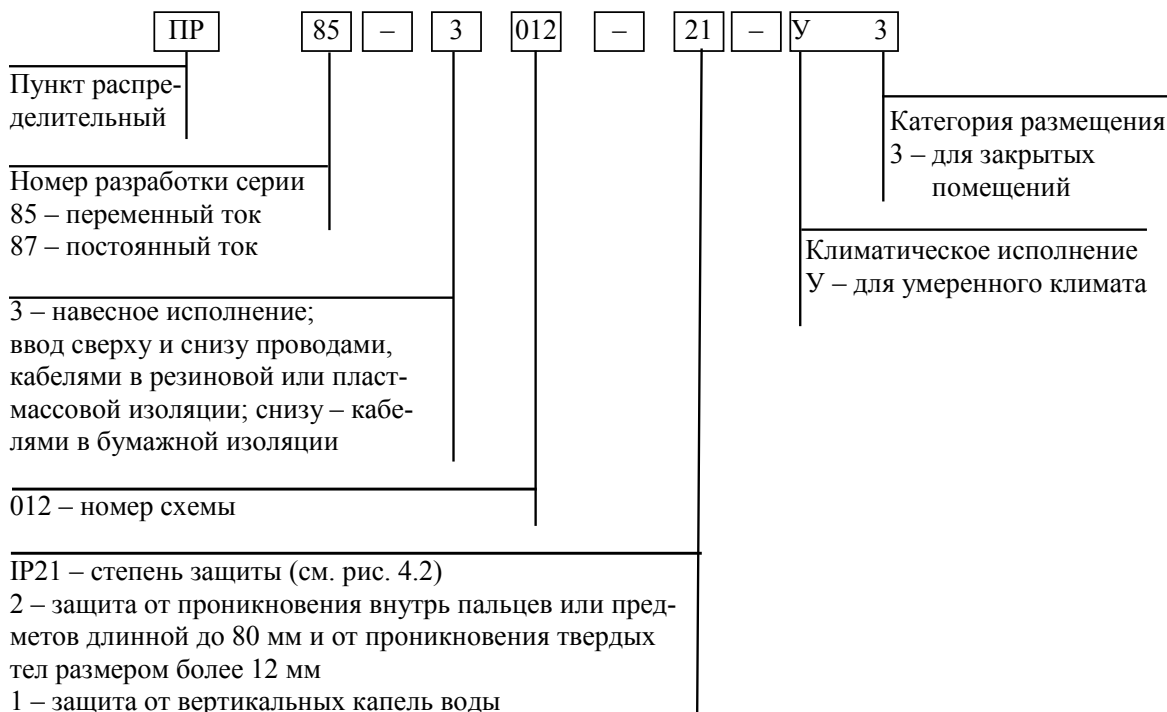 ПР 85 – 3 012 – 21 – У 3
Пункт распре-
делительный
Номер разработки серии
85 – переменный ток
87 – постоянный ток
3 – навесное исполнение;
ввод сверху и снизу проводами,
кабелями в резиновой или пласт-
массовой изоляции; снизу – кабе-
лями в бумажной изоляции
012 – номер схемы
IP21 – степень защиты (см. рис. 4.2)
2 – защита от проникновения внутрь пальцев или пред-
метов длинной до 80 мм и от проникновения твердых
тел размером более 12 мм
1 – защита от вертикальных капель воды
Категория размещения
3 – для закрытых
помещений
Климатическое исполнение
У – для умеренного климата